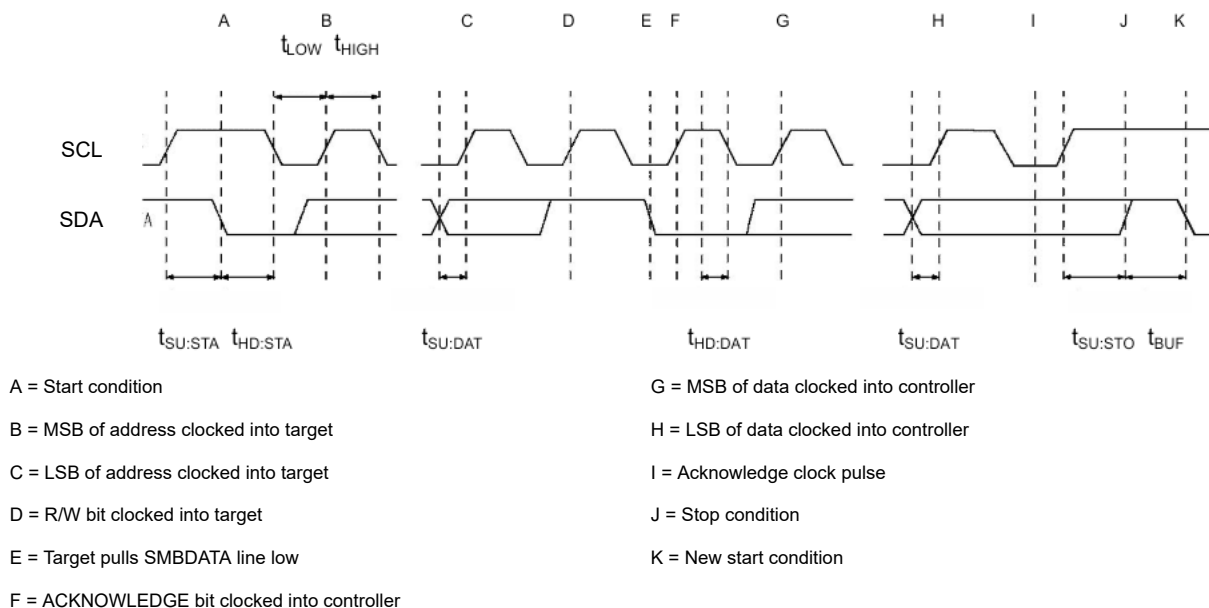 A B C D E F G H I J K
tLOW tHIGH
SCL
SDA A
tSU:STA tHD:STA tSU:DAT tHD:DAT tSU:DAT tSU:STO tBUF
A = Start condition
B = MSB of address clocked into target
C = LSB of address clocked into target
D = R/W bit clocked into target
E = Target pulls SMBDATA line low
F = ACKNOWLEDGE bit clocked into controller
G = MSB of data clocked into controller
H = LSB of data clocked into controller
I = Acknowledge clock pulse
J = Stop condition
K = New start condition